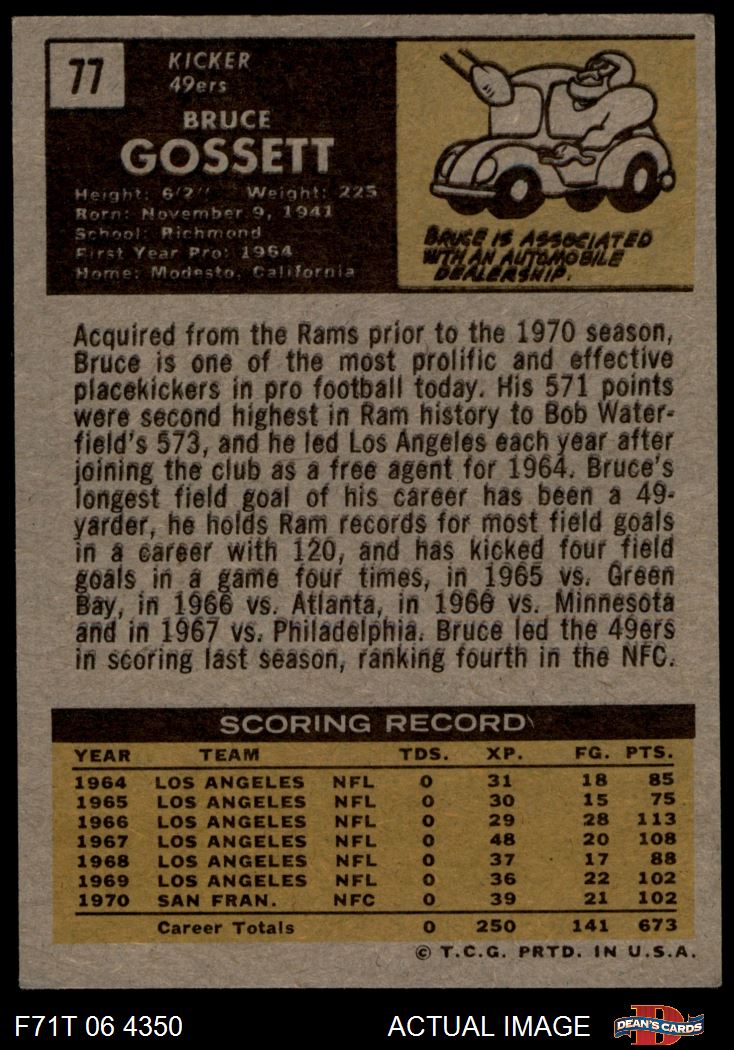 77
KICKER
49ers
BRUCE
GOSSETT
Height: 6'2" Weight: 225
Born: November 9, 1941
School: Richmond
First Year Pro: 1964
Home: Modesto, California
BRUCE IS ASSOCIATED
WTH AN AUTOMOBILE
DEALERSHIP.
Acquired from the Rams prior to the 1970 season,
Bruce is one of the most prolific and effective
placekickers in pro football today. His 571 points
were second highest in Ram history to Bob Water-
field's 573, and he led Los Angeles each year after
joining the club as a free agent for 1964. Bruce's
longest field goal of his career has been a 49-
yarder, he holds Ram records for most field goals
in a career with 120, and has kicked four field
goals in a game four times, in 1965 vs. Green
Bay, in 1966 vs. Atlanta, in 1966 vs. Minnesota
and in 1967 vs. Philadelphia. Bruce led the 49ers
in scoring last season, ranking fourth in the NFC.
SCORING RECORD
YEAR TEAM TDS. XP. FG. PTS.
1964 LOS ANGELES NFL 0 31 18 85
1965 LOS ANGELES NFL 0 30 15 75
1966 LOS ANGELES NFL 0 29 28 113
1967 LOS ANGELES NFL 0 48 20 108
1968 LOS ANGELES NFL 0 37 17 88
1969 LOS ANGELES NFL 0 36 22 102
1970 SAN FRAN. NFC 0 39 21 102
Career Totals 0 250 141 673
© T.C.G. PRTD. IN U.S.A.
F71T 06 4350 ACTUAL IMAGE D DEAN'S CARDS